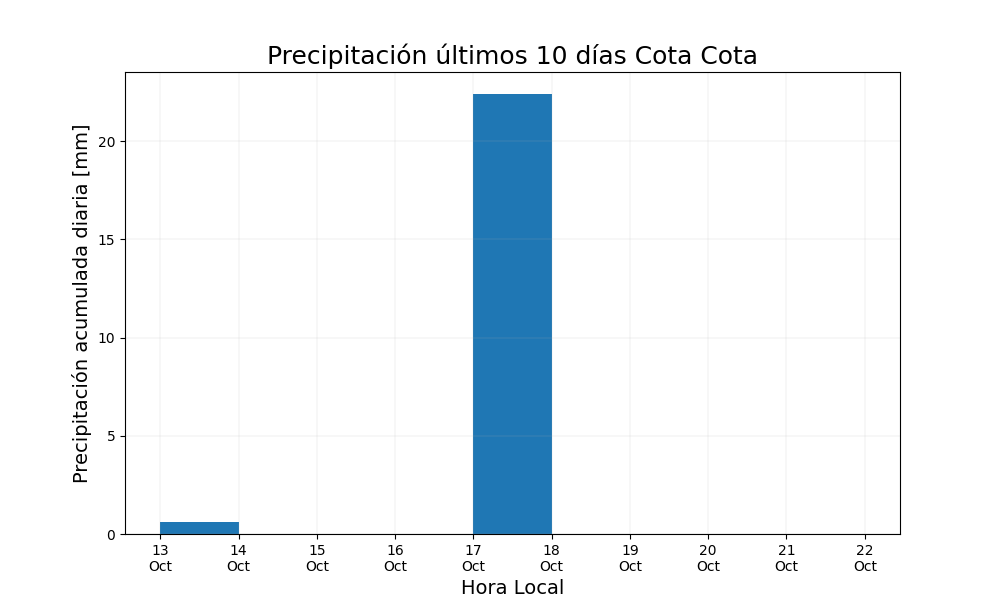 Precipitación últimos 10 días Cota Cota
Precipitación acumulada diaria [mm]
20
15
10
5
0
13 14 15 16 17 18 19 20 21 22
Oct Oct Oct Oct Oct Oct Oct Oct Oct Oct
Hora Local